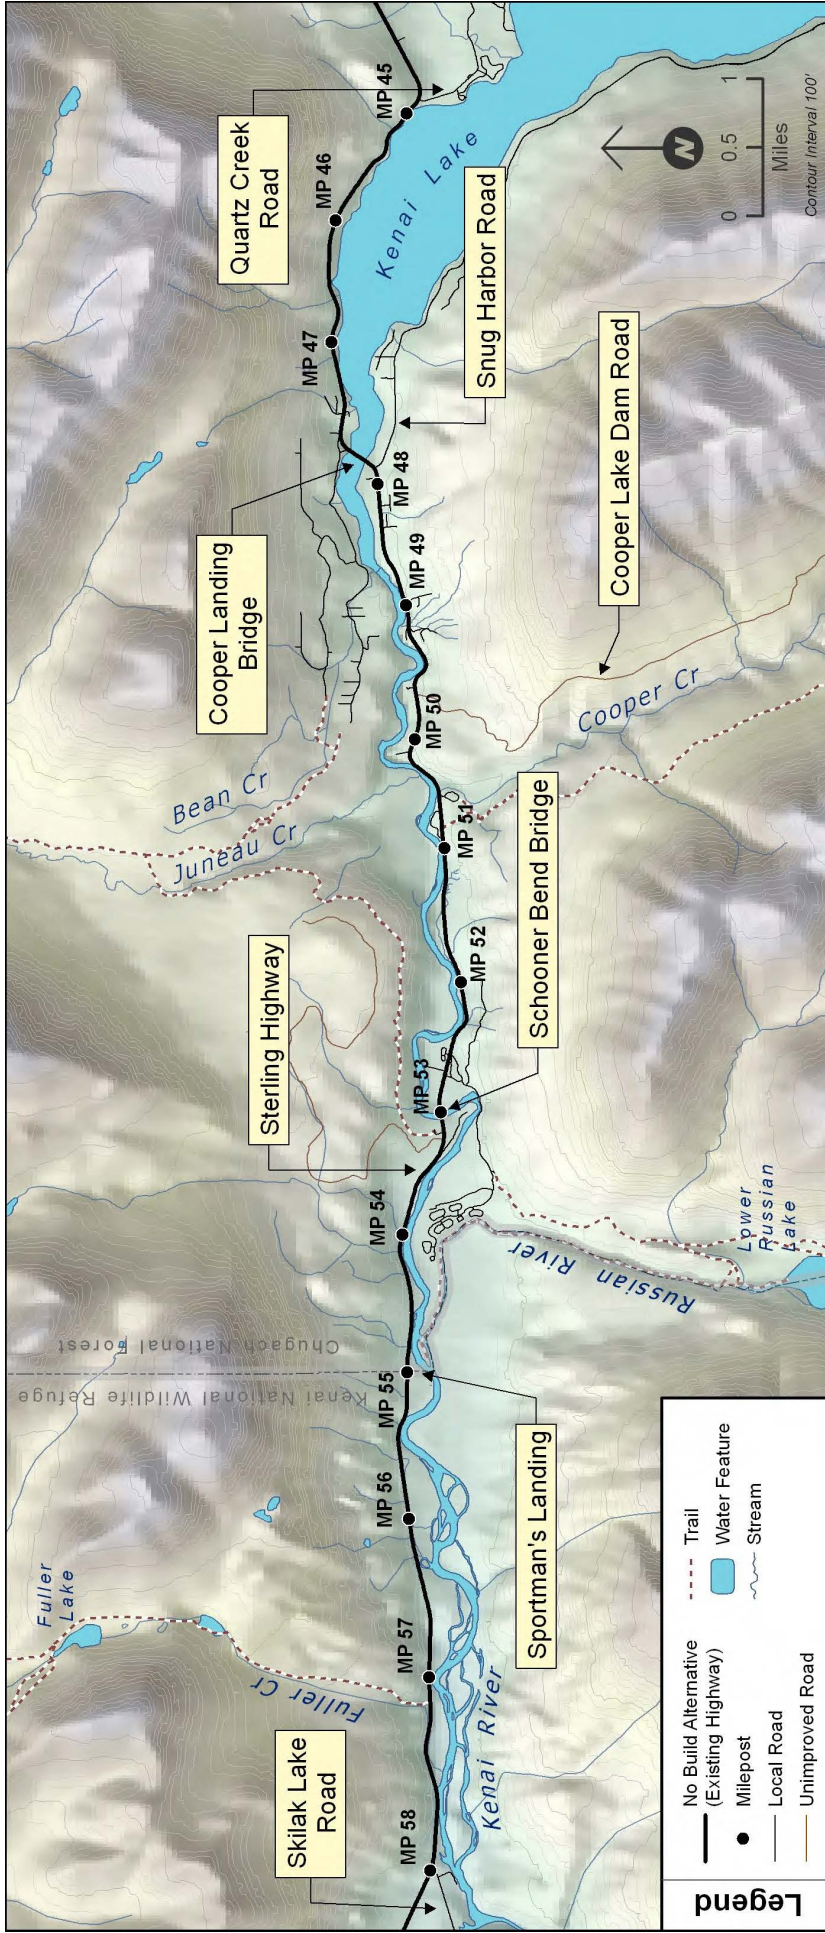 Quartz Creek
Road
MP 45
MP 46
MP 47
Kenai Lake
Snug Harbor Road
Cooper Landing
Bridge
MP 48
MP 49
Cooper Lake Dam Road
MP 50
Cooper Cr
Bean Cr
Juneau Cr
MP 51
Schooner Bend Bridge
MP 52
Sterling Highway
MP 53
MP 54
Lower
Russian
Lake
Russian River
Chugach National Forest
Kenai National Wildlife Refuge
MP 55
Sportman's Landing
MP 56
Fuller
Lake
MP 57
Fuller Cr
Kenai River
Skilak Lake
Road
MP 58
N
0 0.5 1
Miles
Contour Interval 100'
Legend
No Build Alternative
(Existing Highway)
Milepost
Local Road
Unimproved Road
Trail
Water Feature
Stream